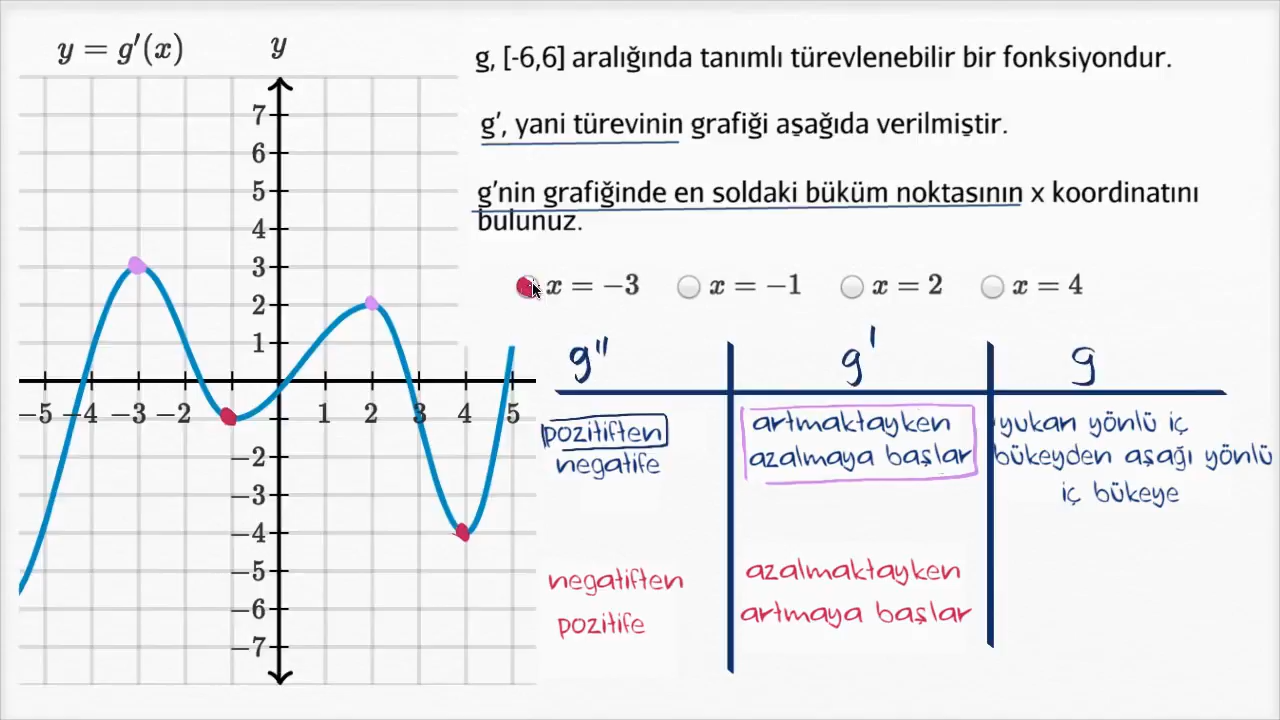 y = g′(x)
y
g, [-6,6] aralığında tanımlı türevlenebilir bir fonksiyondur.
g′, yani türevinin grafiği aşağıda verilmiştir.
g′nin grafiğinde en soldaki büküm noktasının x koordinatını
bulunuz.
x = −3 x = −1 x = 2 x = 4
7
6
5
4
3
2
1
−5 −4 −3 −2 1 2 3 4 5
−1
−2
−3
−4
−5
−6
−7
g″ g′ g
pozitiften artmaktayken yukarı yönlü iç
negatife azalmaya başlar bükeyden aşağı yönlü
iç bükeye
negatiften azalmaktayken
pozitife artmaya başlar